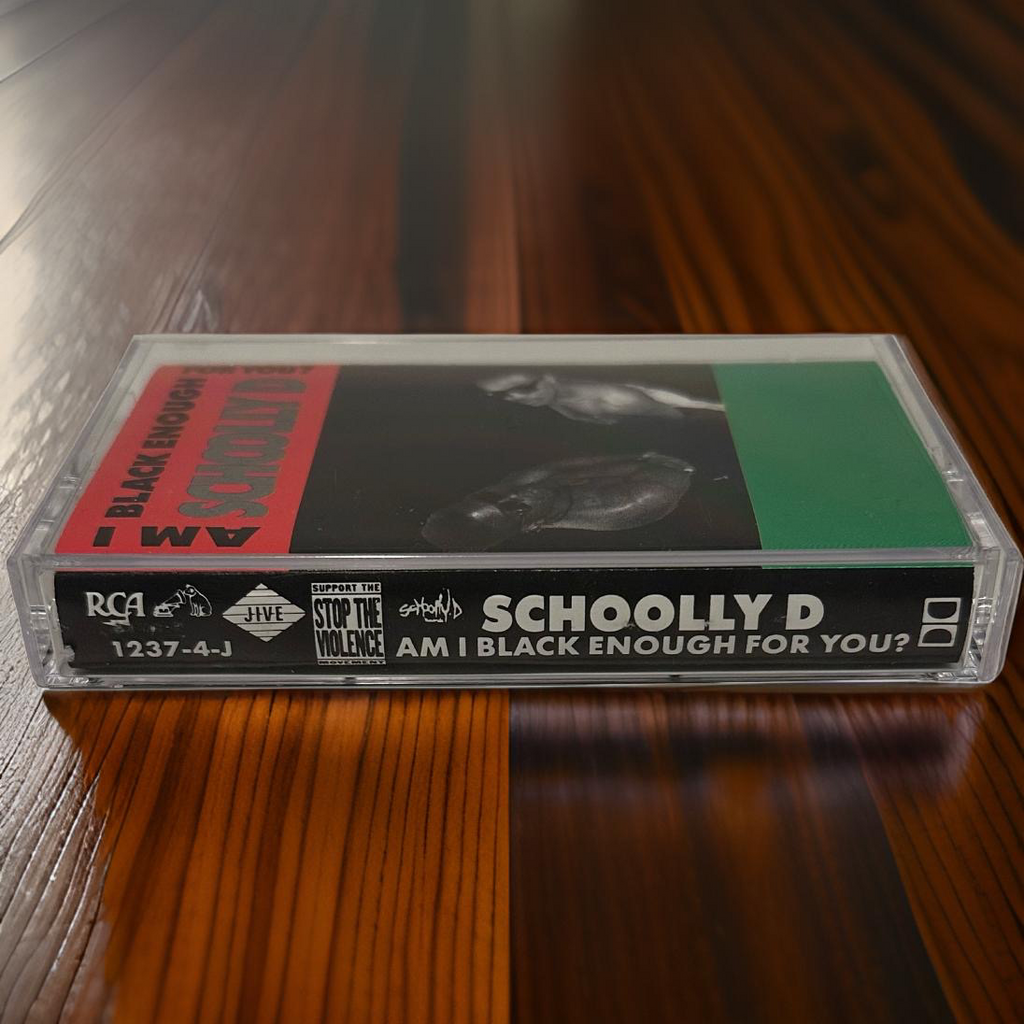 AM I BLACK ENOUGH FOR YOU?
SCHOOLLY D
RCA
1237-4-J
JIVE
SUPPORT THE
STOP THE
VIOLENCE
MOVEMENT
Schoolly.D
SCHOOLLY D
AM I BLACK ENOUGH FOR YOU?